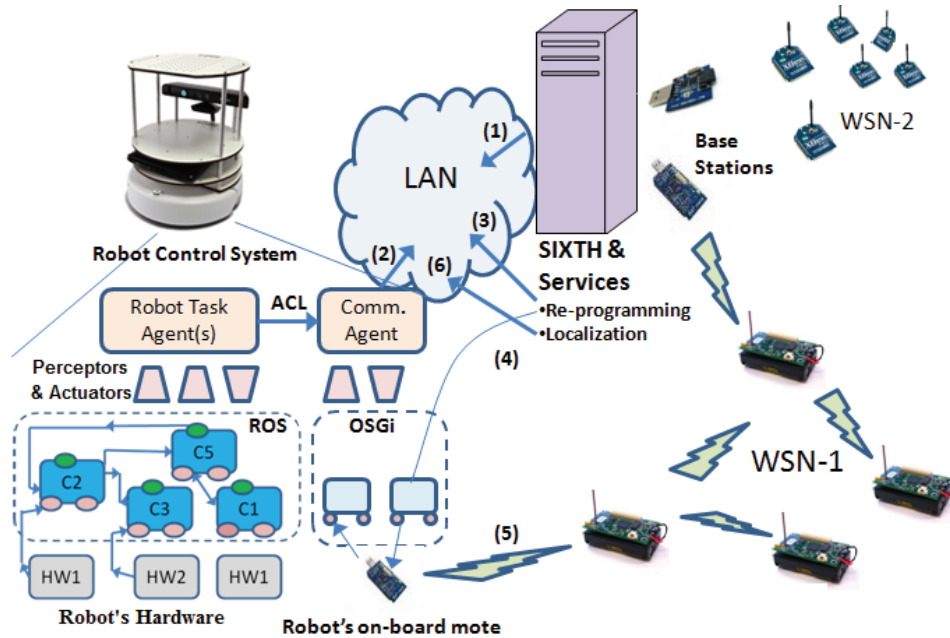 WSN-2
Base
Stations
(1)
LAN
(3)
(2)
(6)
SIXTH &
Services
•Re-programming
•Localization
(4)
Robot Control System
Robot Task
Agent(s)
ACL
Comm.
Agent
Perceptors
& Actuators
ROS
OSGi
C5
C2
C3
C1
HW1
HW2
HW1
Robot's Hardware
Robot’s on-board mote
(5)
WSN-1